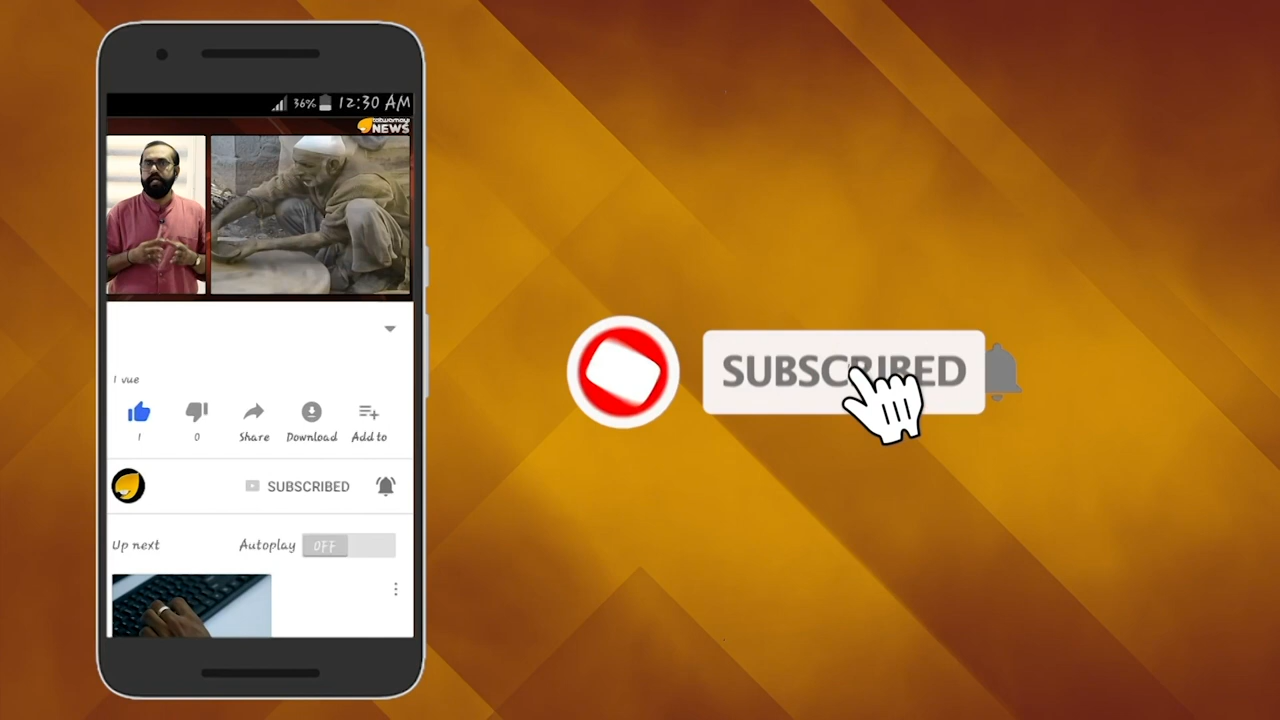 36% 12:30 AM
tatwamayi
NEWS
1 vue
1
0
Share
Download
Add to
SUBSCRIBED
Up next
Autoplay
OFF
SUBSCRIBED